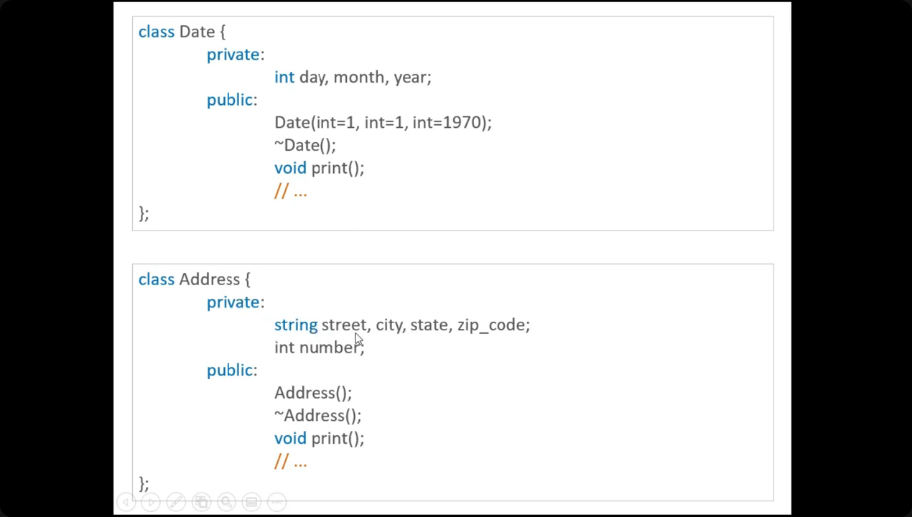 class Date {
private:
int day, month, year;
public:
Date(int=1, int=1, int=1970);
~Date();
void print();
// ...
};
class Address {
private:
string street, city, state, zip_code;
int number;
public:
Address();
~Address();
void print();
// ...
};